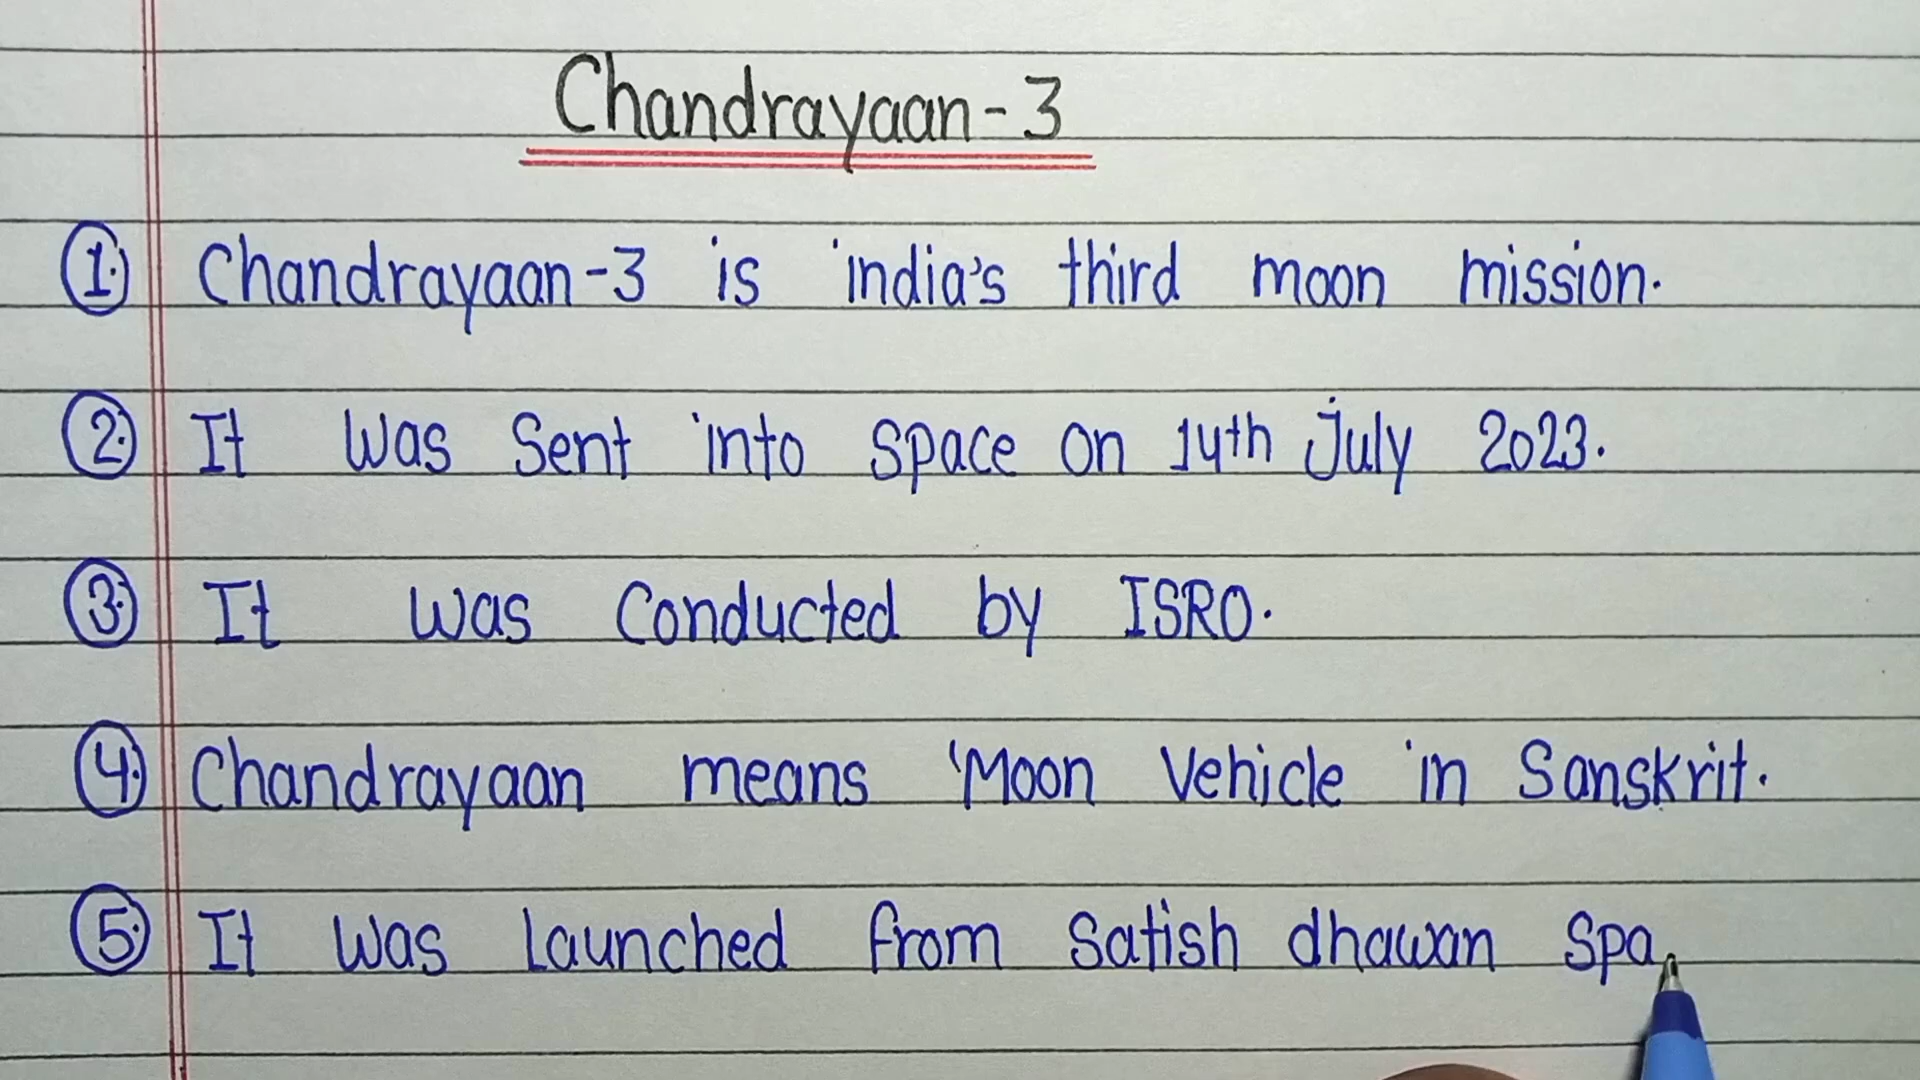 Chandrayaan-3
1. Chandrayaan-3 is india's third moon mission.
2. It was Sent into space on 14th July 2023.
3. It was Conducted by ISRO.
4. Chandrayaan means 'Moon Vehicle in Sanskrit.
5. It was Launched from Satish dhawan Spa